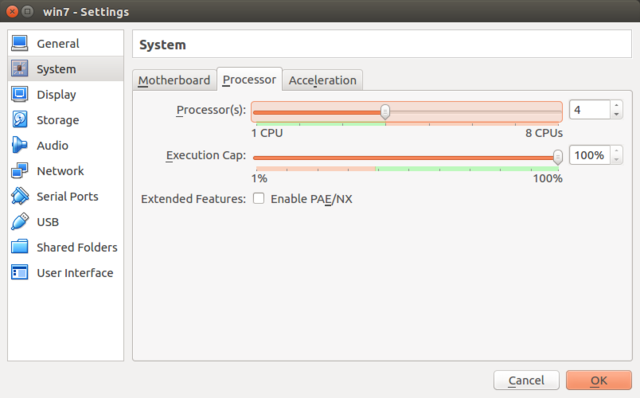 win7 - Settings
General
System
Display
Storage
Audio
Network
Serial Ports
USB
Shared Folders
User Interface
System
Motherboard Processor Acceleration
Processor(s): 4
1 CPU 8 CPUs
Execution Cap: 100%
1% 100%
Extended Features: Enable PAE/NX
Cancel OK